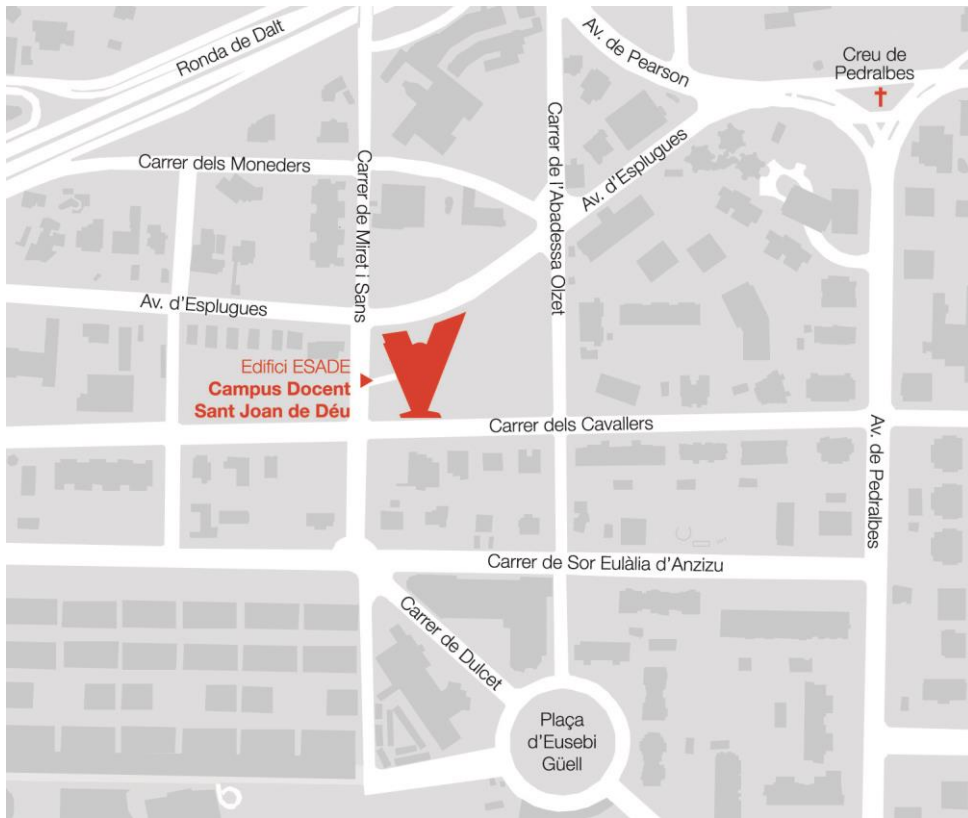 Ronda de Dalt
Av. de Pearson
Creu de
Pedralbes
Carrer dels Moneders
Carrer de Miret i Sans
Carrer de l'Abadessa Olzet
Av. d'Esplugues
Av. d'Esplugues
Edifici ESADE
Campus Docent
Sant Joan de Déu
Carrer dels Cavallers
Av. de Pedralbes
Carrer de Sor Eulàlia d'Anzizu
Carrer de Dulcet
Plaça
d'Eusebi
Güell